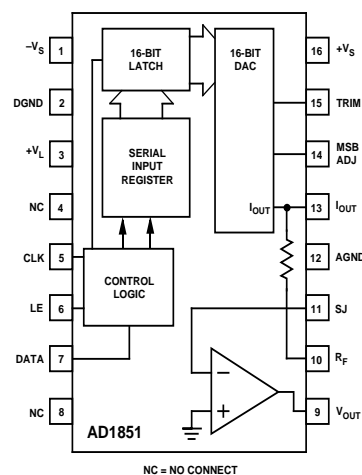 –VS 1
DGND 2
+VL 3
NC 4
CLK 5
LE 6
DATA 7
NC 8
16-BIT
LATCH
SERIAL
INPUT
REGISTER
CONTROL
LOGIC
16-BIT
DAC
IOUT
–
+
AD1851
16 +VS
15 TRIM
14 MSB
ADJ
13 IOUT
12 AGND
11 SJ
10 RF
9 VOUT
NC = NO CONNECT